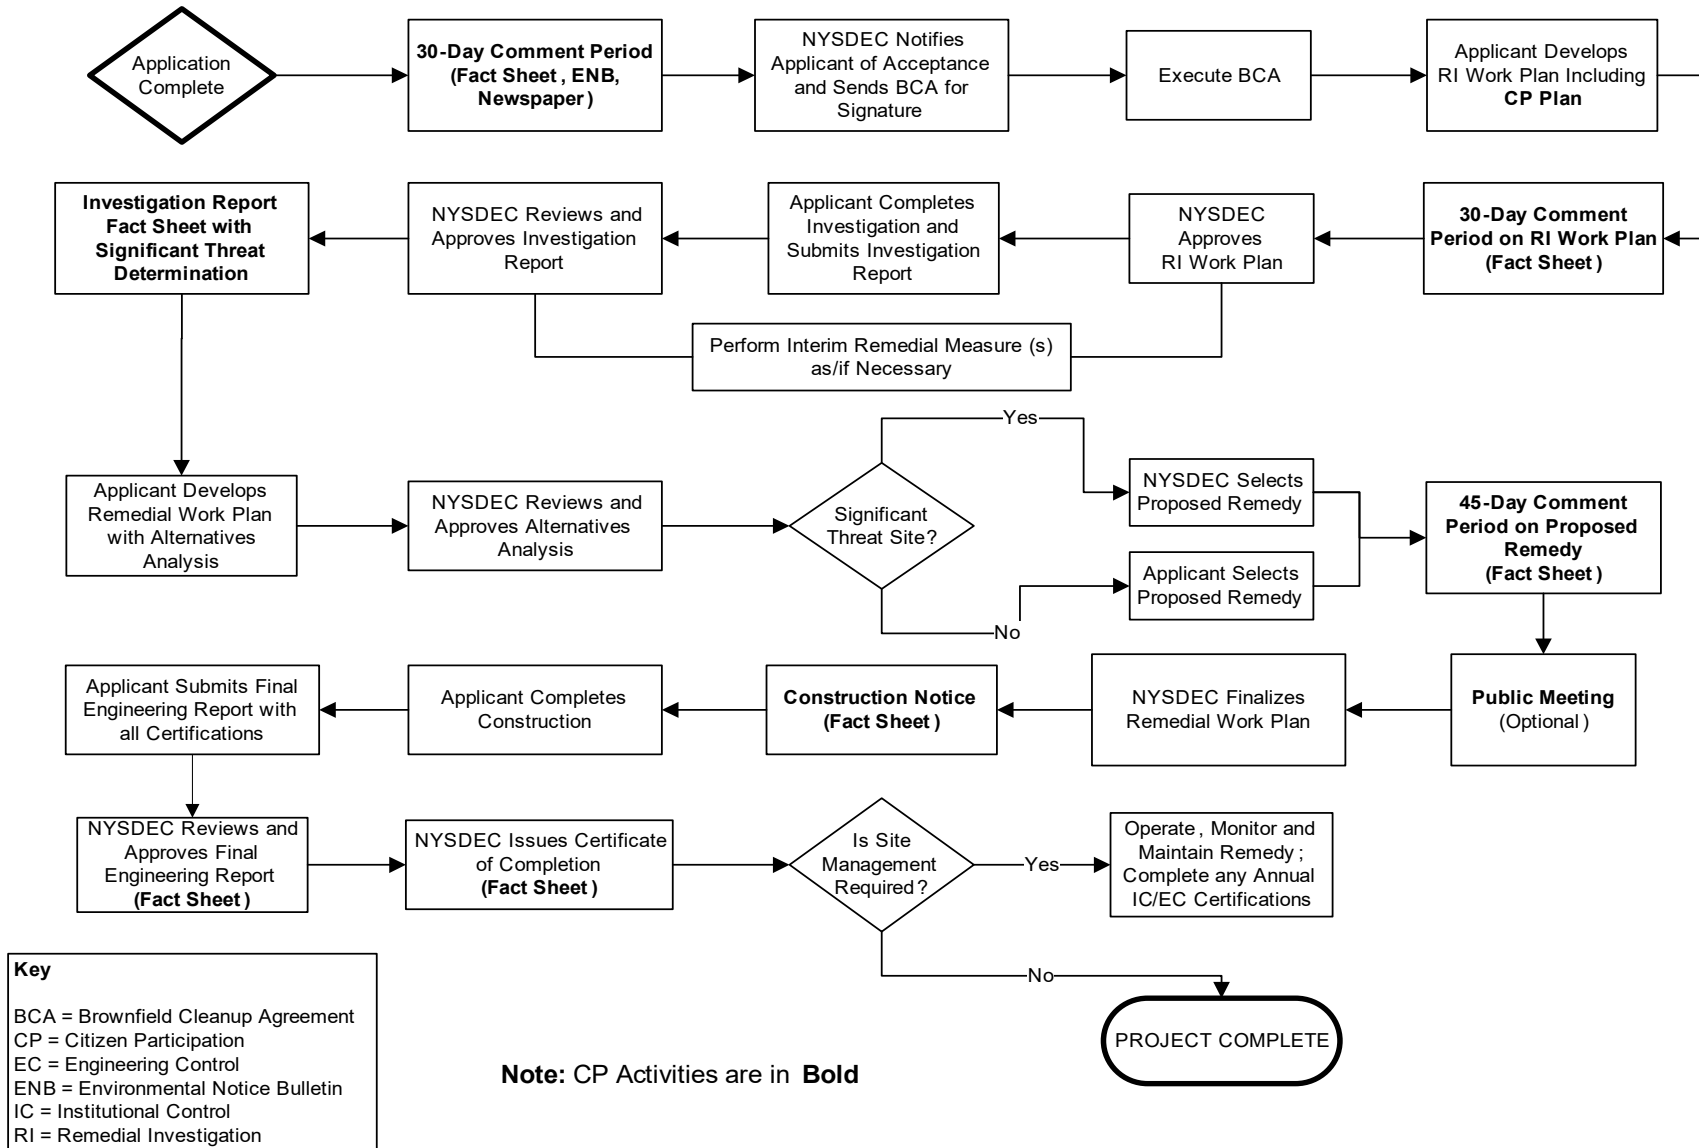 Application
Complete
30-Day Comment Period
(Fact Sheet, ENB,
Newspaper)
NYSDEC Notifies
Applicant of Acceptance
and Sends BCA for
Signature
Execute BCA
Applicant Develops
RI Work Plan Including
CP Plan
30-Day Comment
Period on RI Work Plan
(Fact Sheet)
NYSDEC
Approves
RI Work Plan
Applicant Completes
Investigation and
Submits Investigation
Report
NYSDEC Reviews and
Approves Investigation
Report
Investigation Report
Fact Sheet with
Significant Threat
Determination
Perform Interim Remedial Measure (s)
as/if Necessary
Applicant Develops
Remedial Work Plan
with Alternatives
Analysis
NYSDEC Reviews and
Approves Alternatives
Analysis
Significant
Threat Site?
Yes
No
NYSDEC Selects
Proposed Remedy
Applicant Selects
Proposed Remedy
45-Day Comment
Period on Proposed
Remedy
(Fact Sheet)
Public Meeting
(Optional)
NYSDEC Finalizes
Remedial Work Plan
Construction Notice
(Fact Sheet)
Applicant Completes
Construction
Applicant Submits Final
Engineering Report with
all Certifications
NYSDEC Reviews and
Approves Final
Engineering Report
(Fact Sheet)
NYSDEC Issues Certificate
of Completion
(Fact Sheet)
Is Site
Management
Required?
Yes
Operate, Monitor and
Maintain Remedy;
Complete any Annual
IC/EC Certifications
No
PROJECT COMPLETE
Key
BCA = Brownfield Cleanup Agreement
CP = Citizen Participation
EC = Engineering Control
ENB = Environmental Notice Bulletin
IC = Institutional Control
RI = Remedial Investigation
Note: CP Activities are in Bold